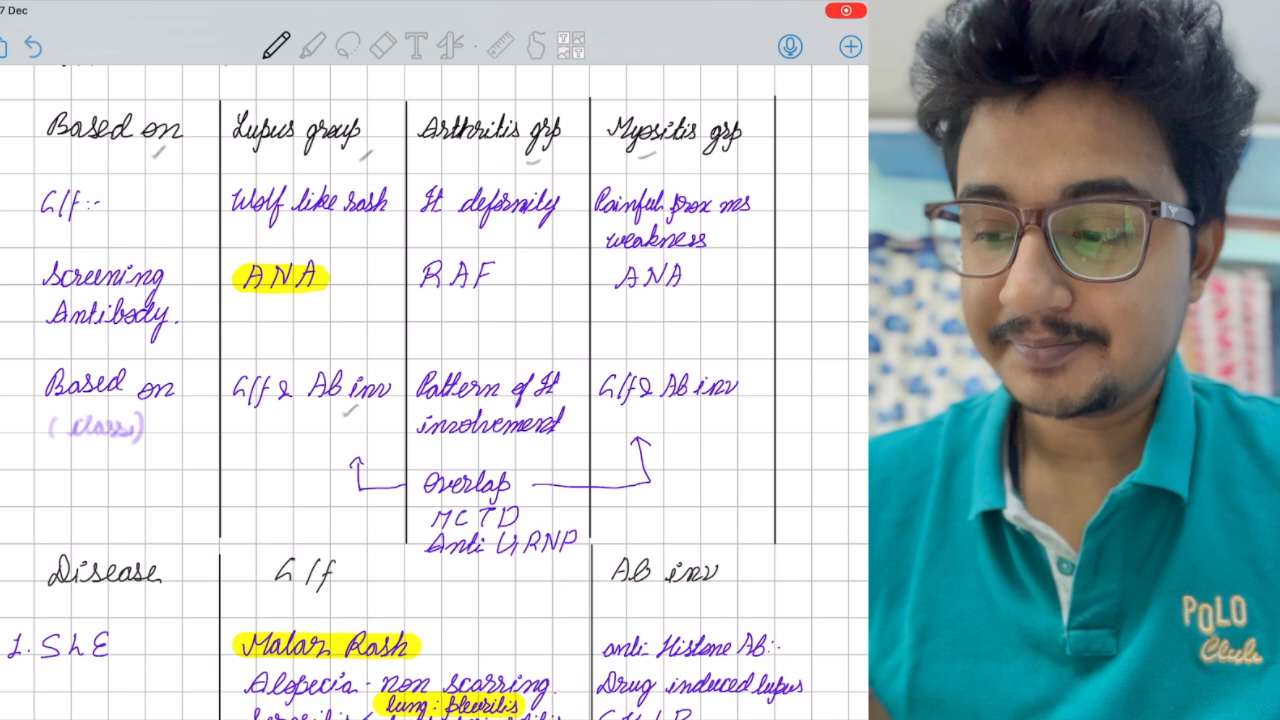 7 Dec
Based on
Lupus group
Arthritis grp
Myositis grp
C/f :-
Wolf like rash
Jt deformity
Painful prox ms
weakness
Screening
Antibody.
ANA
RAF
ANA
Based on
(class)
C/f & AB inv
Pattern of Jt
involvement
C/f & AB inv
Overlap
MCTD
Anti U1RNP
Disease
C/f
AB inv
1. SLE
Malar Rash
Alopecia - non scarring.
lung: pleuritis
anti Histone AB:-
Drug induced lupus
POLO
Club